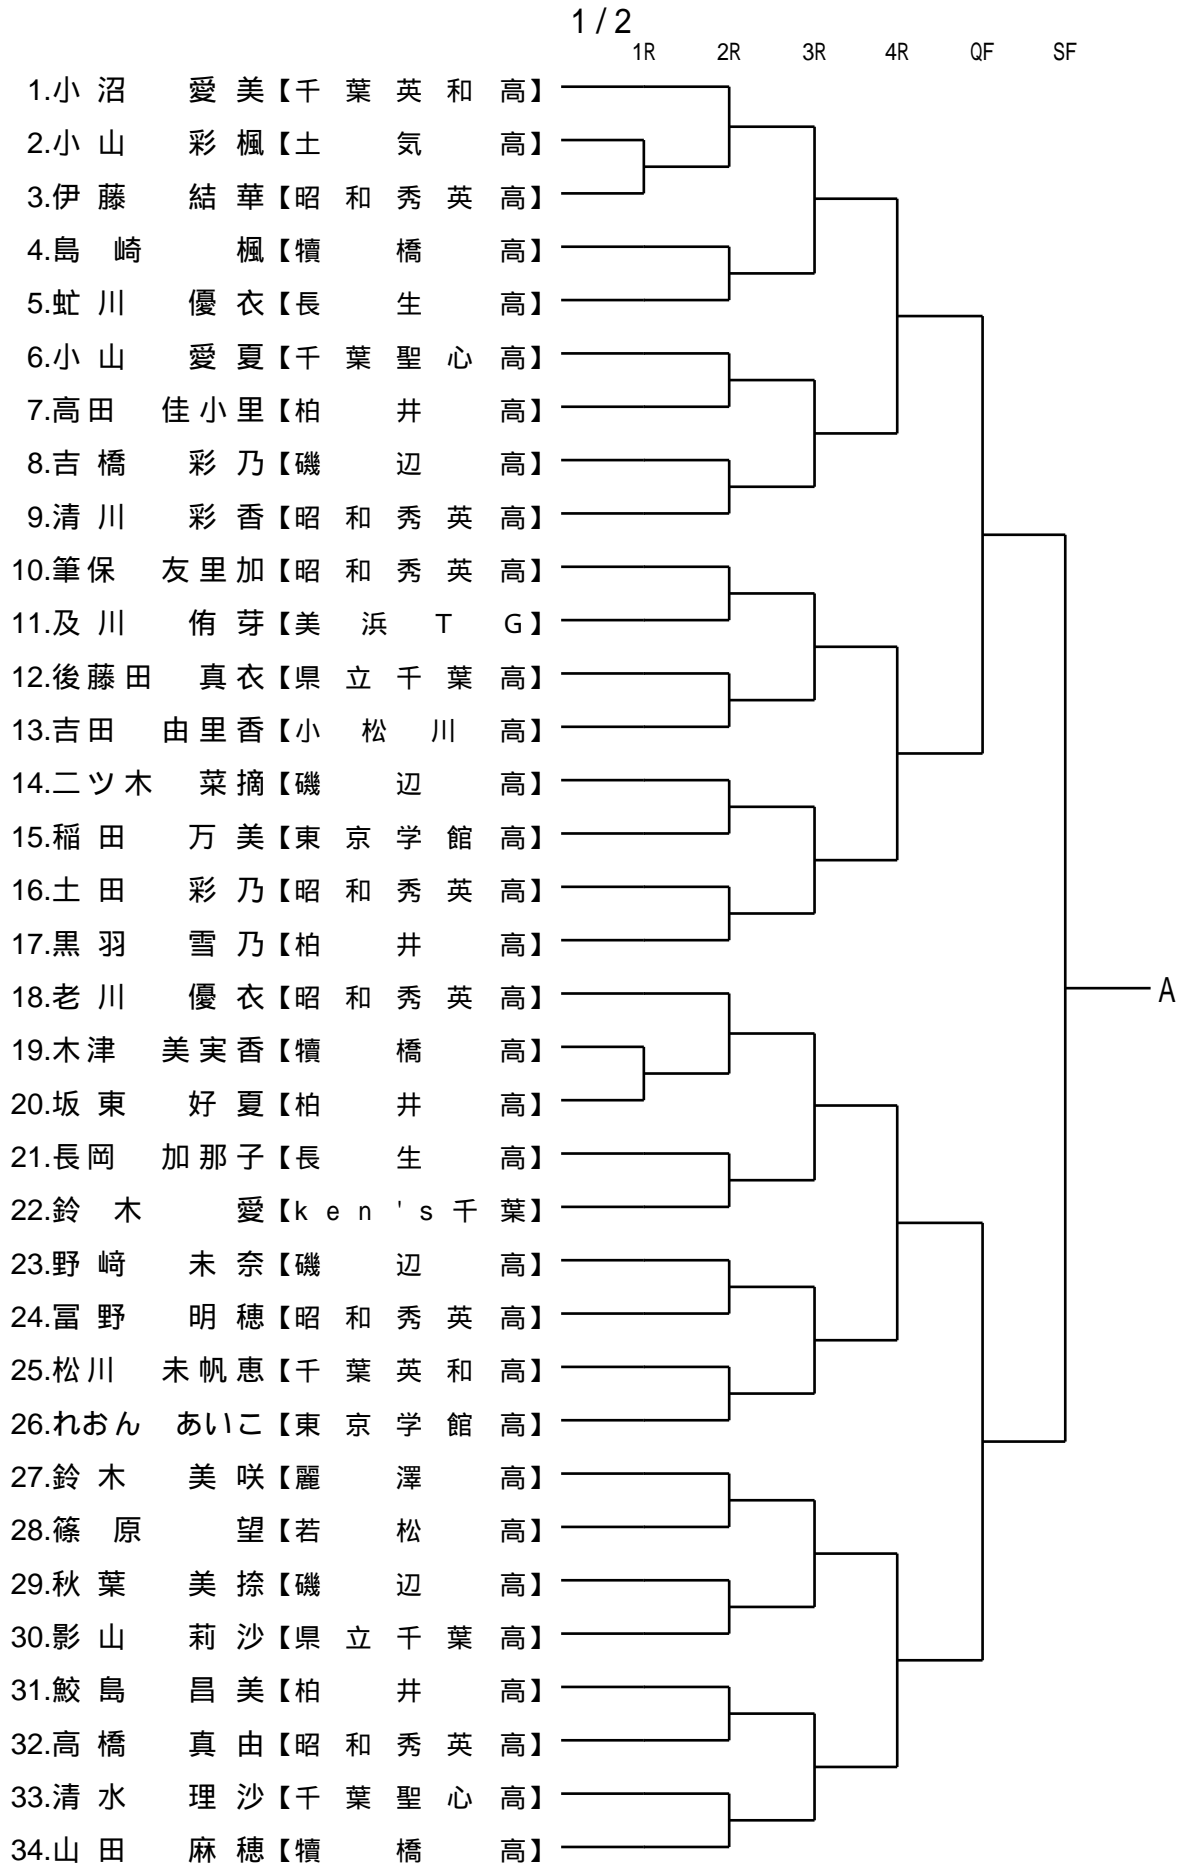 1/2
1R 2R 3R 4R QF SF
1.小沼 愛美【千葉英和高】
2.小山 彩楓【土気高】
3.伊藤 結華【昭和秀英高】
4.島崎 楓【犢橋高】
5.虻川 優衣【長生高】
6.小山 愛夏【千葉聖心高】
7.高田 佳小里【柏井高】
8.吉橋 彩乃【磯辺高】
9.清川 彩香【昭和秀英高】
10.筆保 友里加【昭和秀英高】
11.及川 侑芽【美浜TG】
12.後藤田 真衣【県立千葉高】
13.吉田 由里香【小松川高】
14.二ツ木 菜摘【磯辺高】
15.稲田 万美【東京学館高】
16.土田 彩乃【昭和秀英高】
17.黒羽 雪乃【柏井高】
18.老川 優衣【昭和秀英高】
A
19.木津 美実香【犢橋高】
20.坂東 好夏【柏井高】
21.長岡 加那子【長生高】
22.鈴木 愛【ken's千葉】
23.野﨑 未奈【磯辺高】
24.冨野 明穂【昭和秀英高】
25.松川 未帆恵【千葉英和高】
26.れおん あいこ【東京学館高】
27.鈴木 美咲【麗澤高】
28.篠原 望【若松高】
29.秋葉 美捺【磯辺高】
30.影山 莉沙【県立千葉高】
31.鮫島 昌美【柏井高】
32.高橋 真由【昭和秀英高】
33.清水 理沙【千葉聖心高】
34.山田 麻穂【犢橋高】